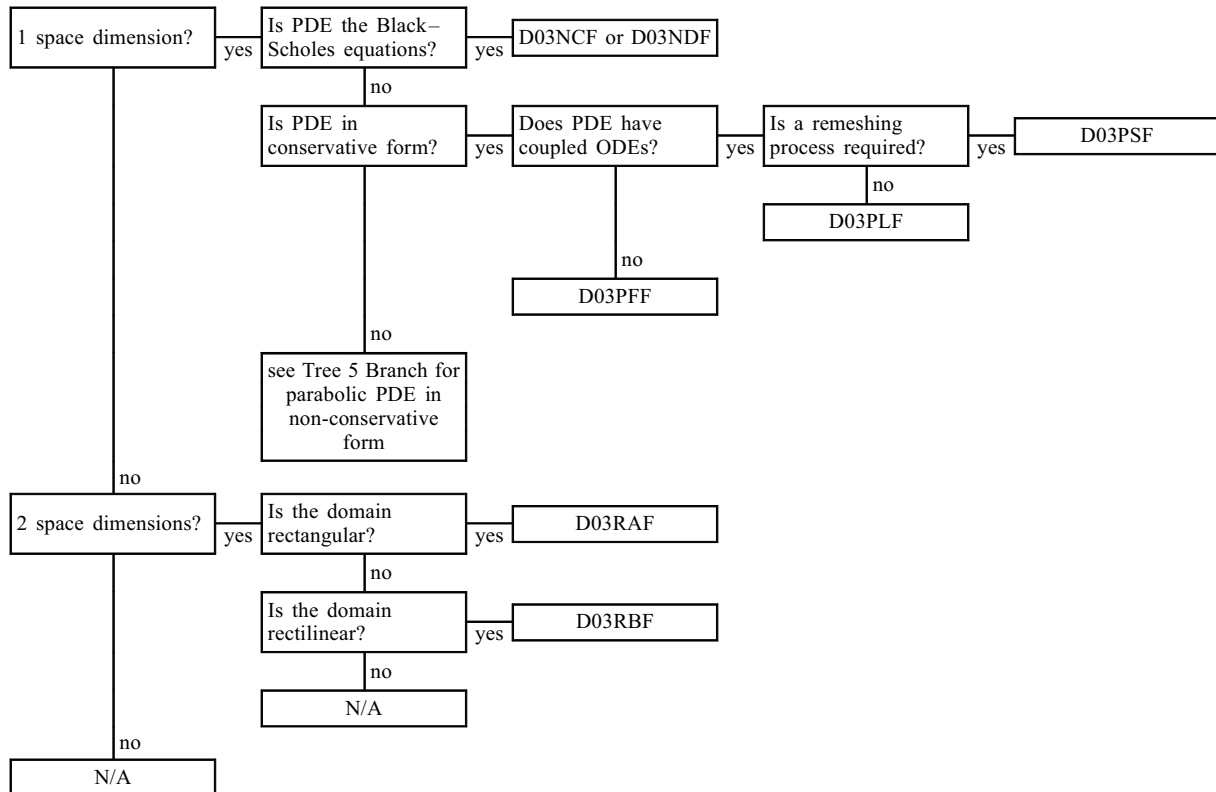 1 space dimension?
yes
Is PDE the Black–
Scholes equations?
yes
D03NCF or D03NDF
no
Is PDE in
conservative form?
yes
Does PDE have
coupled ODEs?
yes
Is a remeshing
process required?
yes
D03PSF
no
D03PLF
no
D03PFF
no
see Tree 5 Branch for
parabolic PDE in
non-conservative
form
no
2 space dimensions?
yes
Is the domain
rectangular?
yes
D03RAF
no
Is the domain
rectilinear?
yes
D03RBF
no
N/A
no
N/A